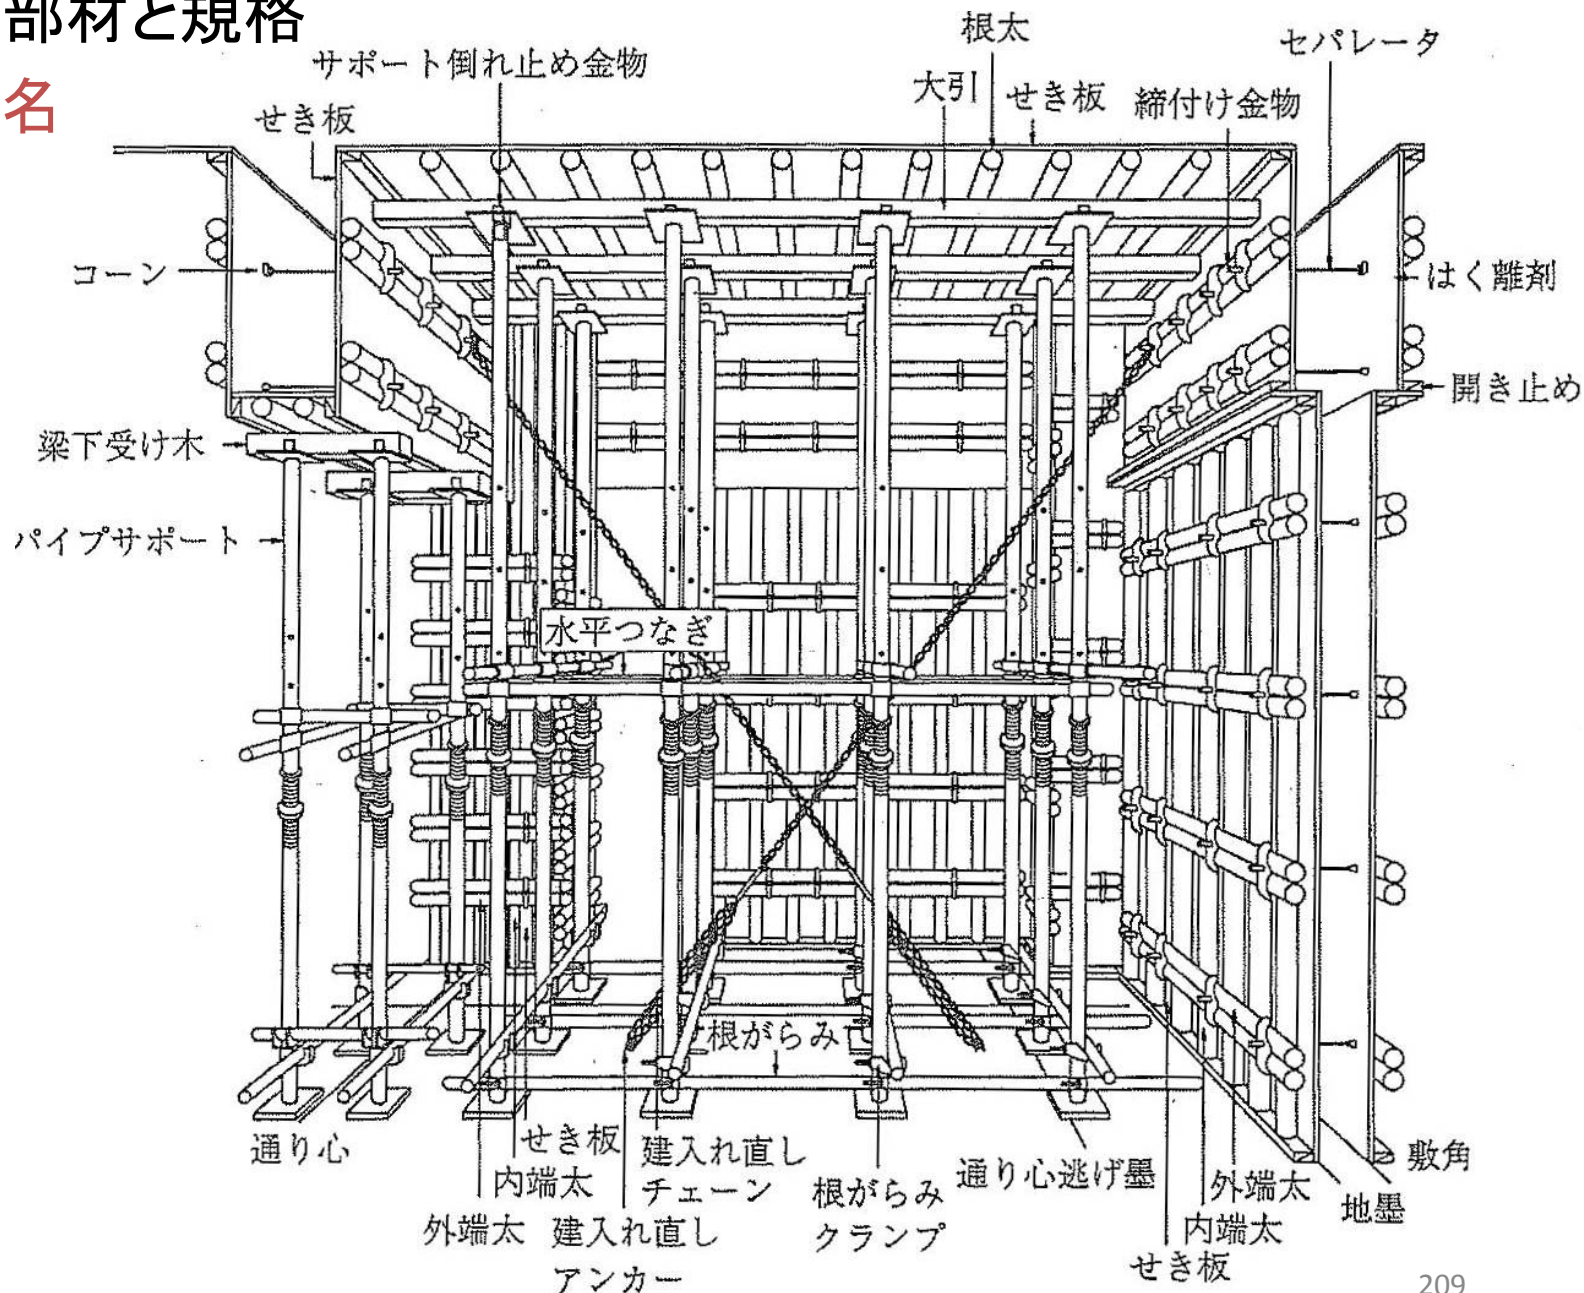 部材と規格
名
サポート倒れ止め金物
根太
セパレータ
大引
せき板
締付け金物
せき板
コーン
はく離剤
開き止め
梁下受け木
パイプサポート
水平つなぎ
根がらみ
通り心
せき板
内端太
外端太
建入れ直し
チェーン
建入れ直し
アンカー
根がらみ
クランプ
通り心逃げ墨
外端太
内端太
せき板
地墨
敷角
209